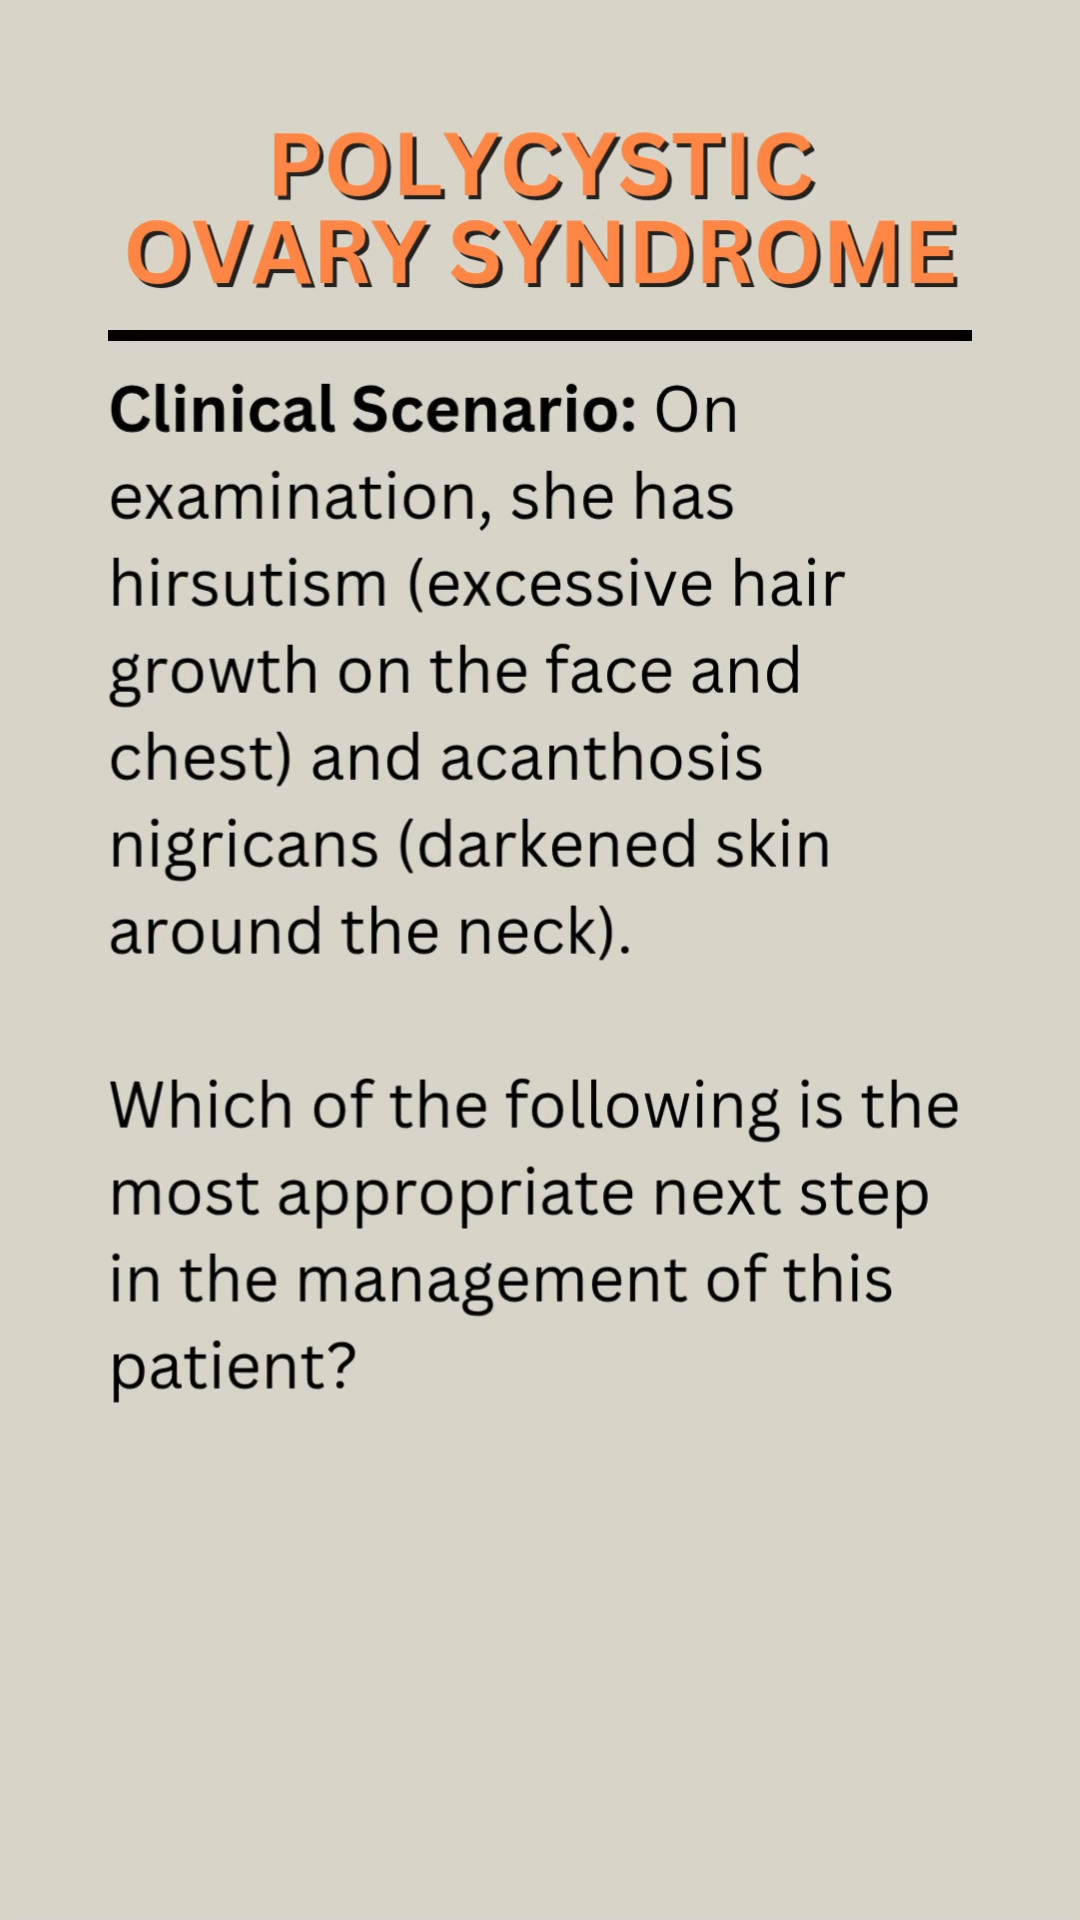 POLYCYSTIC
OVARY SYNDROME
Clinical Scenario: On
examination, she has
hirsutism (excessive hair
growth on the face and
chest) and acanthosis
nigricans (darkened skin
around the neck).
Which of the following is the
most appropriate next step
in the management of this
patient?